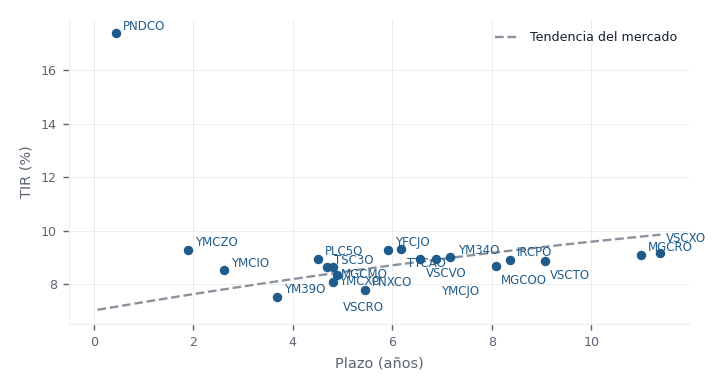 PNDCO
Tendencia del mercado
16
14
12
10
8
TIR (%)
YMCZO
YMCIO
YM39O
PLC5O
TSC3O
MGCMO
YMCXO
PNXCO
VSCRO
YFCJO
TTCAO
VSCVO
YM34O
YMCJO
IRCPO
MGCOO
VSCTO
MGCRO
VSCXO
0
2
4
6
8
10
Plazo (años)